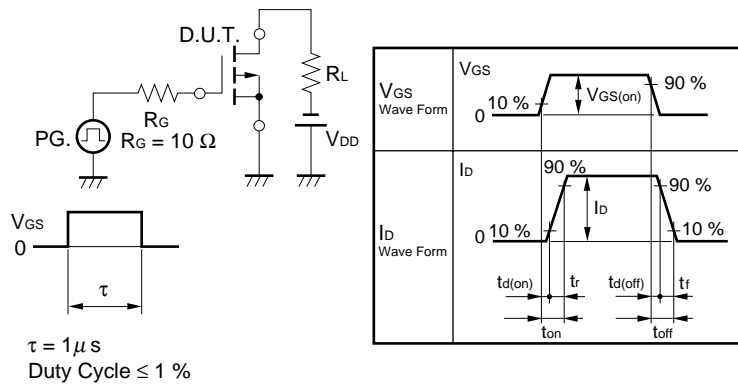 D.U.T.
RL
RG
RG = 10 Ω
PG.
VDD
VGS
0
τ
τ = 1μ s
Duty Cycle ≤ 1 %
VGS
Wave Form
VGS
10 %
0
VGS(on)
90 %
ID
Wave Form
ID
90 %
90 %
0 10 %
ID
10 %
td(on)
tr
td(off)
tf
ton
toff